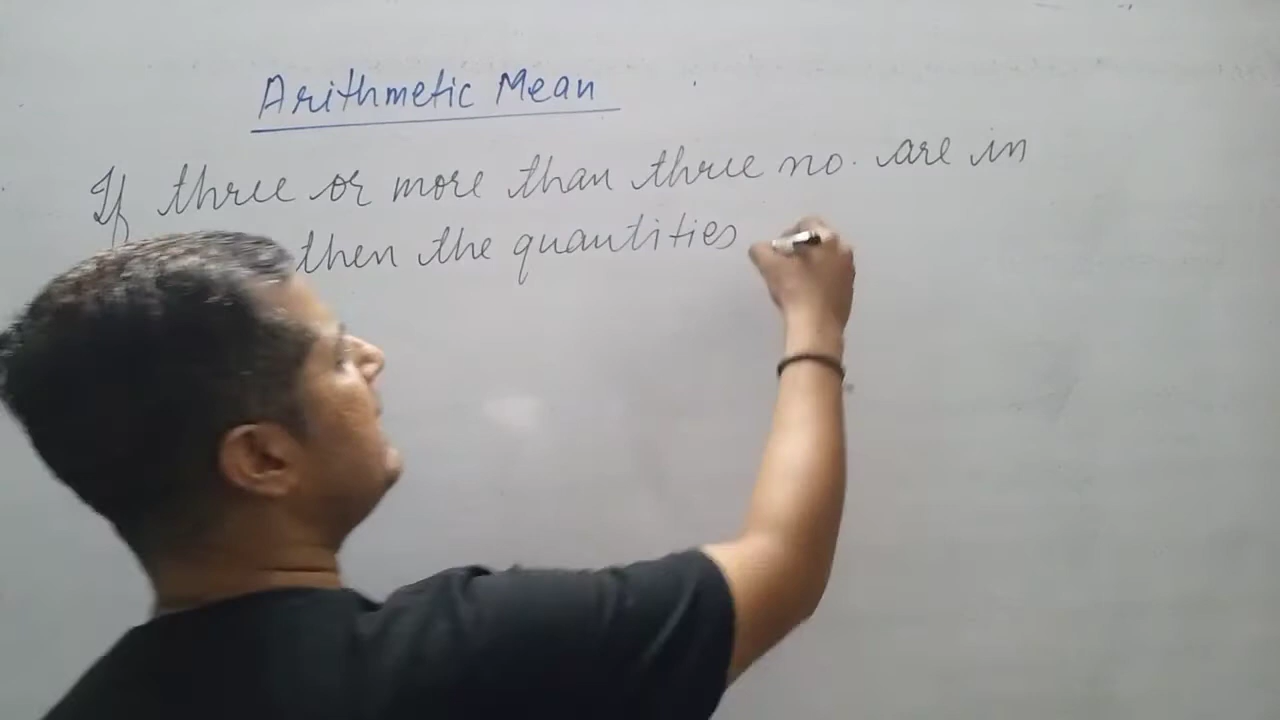 Arithmetic Mean
If three or more than three no. are in
then the quantities